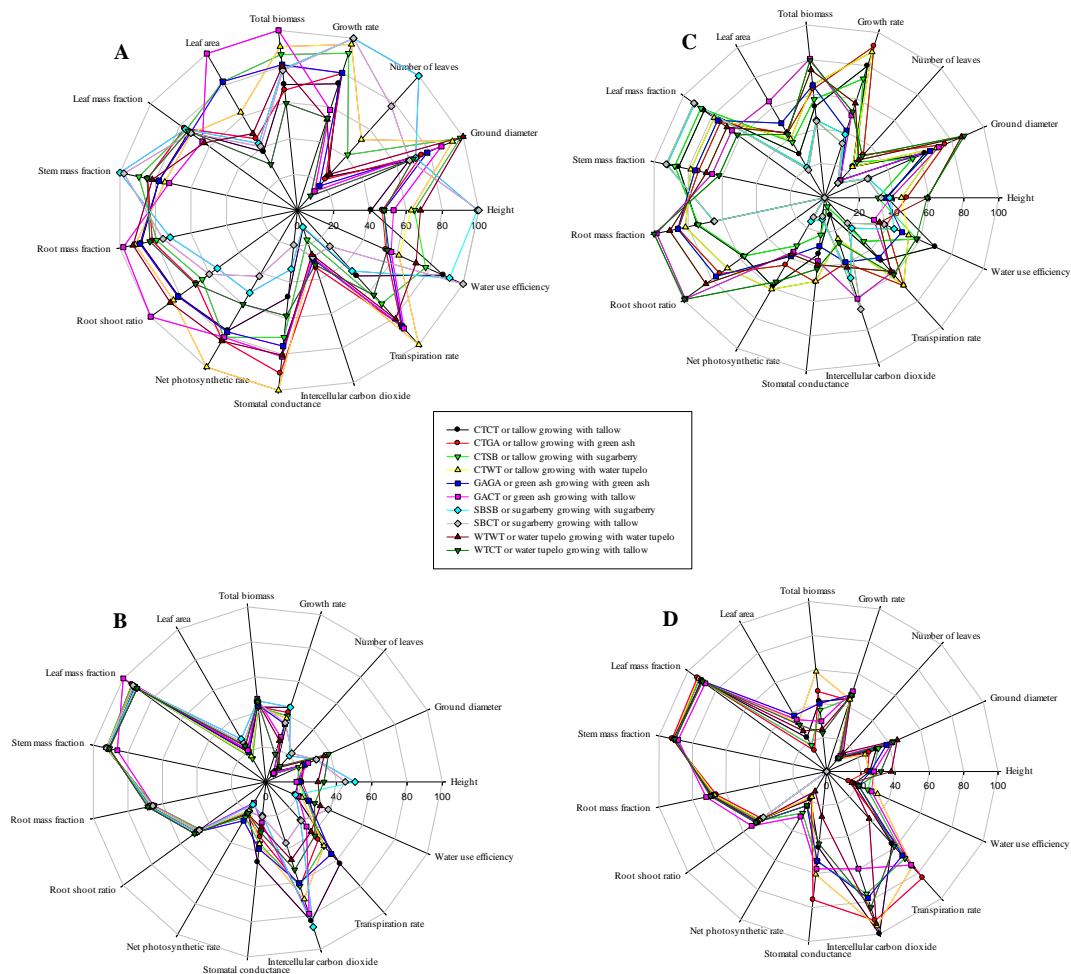 A
Total biomass
Growth rate
Number of leaves
Ground diameter
Height
Water use efficiency
Transpiration rate
Intercellular carbon dioxide
Stomatal conductance
Net photosynthetic rate
Root shoot ratio
Root mass fraction
Stem mass fraction
Leaf mass fraction
Leaf area
0 20 40 60 80 100
C
Total biomass
Growth rate
Number of leaves
Ground diameter
Height
Water use efficiency
Transpiration rate
Intercellular carbon dioxide
Stomatal conductance
Net photosynthetic rate
Root shoot ratio
Root mass fraction
Stem mass fraction
Leaf mass fraction
Leaf area
0 20 40 60 80 100
CTCT or tallow growing with tallow
CTGA or tallow growing with green ash
CTSB or tallow growing with sugarberry
CTWT or tallow growing with water tupelo
GAGA or green ash growing with green ash
GACT or green ash growing with tallow
SBSB or sugarberry growing with sugarberry
SBCT or sugarberry growing with tallow
WTWT or water tupelo growing with water tupelo
WTCT or water tupelo growing with tallow
B
Total biomass
Growth rate
Number of leaves
Ground diameter
Height
Water use efficiency
Transpiration rate
Intercellular carbon dioxide
Stomatal conductance
Net photosynthetic rate
Root shoot ratio
Root mass fraction
Stem mass fraction
Leaf mass fraction
Leaf area
0 20 40 60 80 100
D
Total biomass
Growth rate
Number of leaves
Ground diameter
Height
Water use efficiency
Transpiration rate
Intercellular carbon dioxide
Stomatal conductance
Net photosynthetic rate
Root shoot ratio
Root mass fraction
Stem mass fraction
Leaf mass fraction
Leaf area
0 20 40 60 80 100